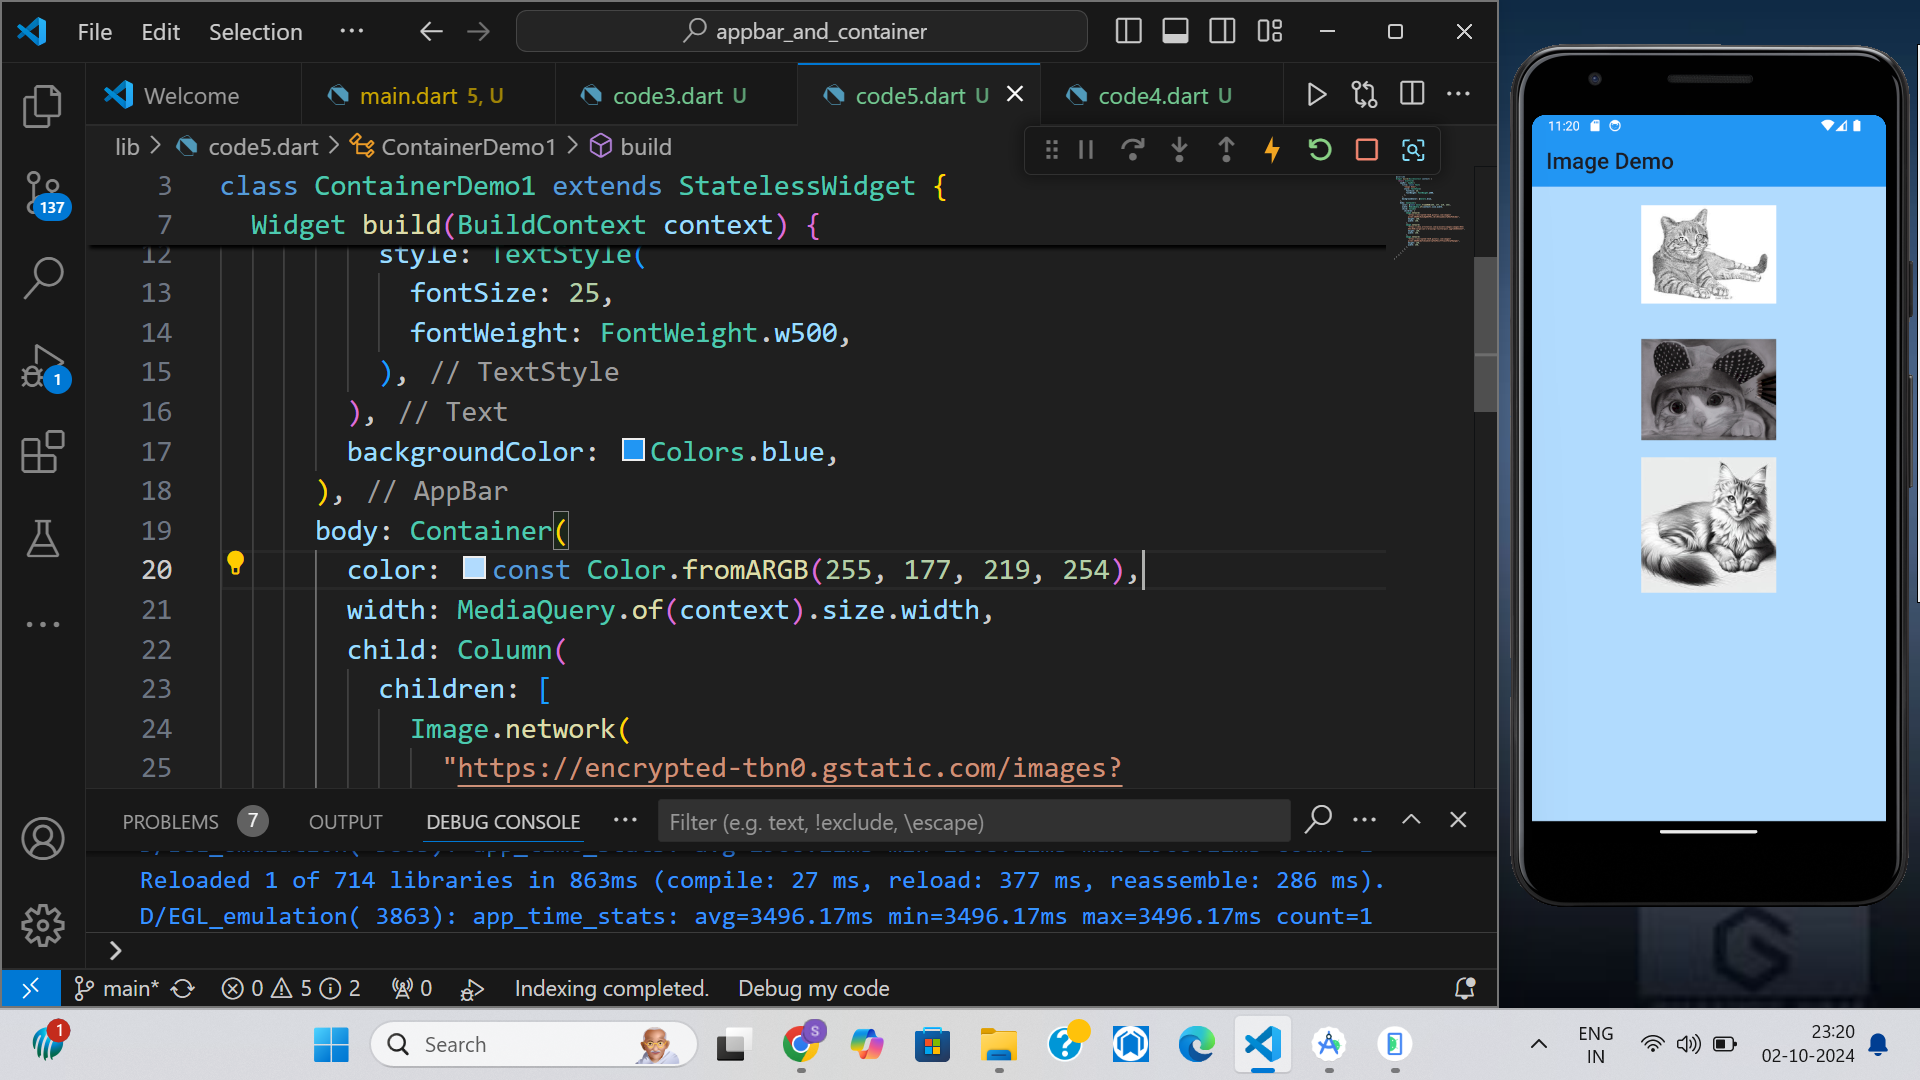 File Edit Selection ··· appbar_and_container
Welcome main.dart 5, U code3.dart U code5.dart U code4.dart U
lib > code5.dart > ContainerDemo1 > build
3 class ContainerDemo1 extends StatelessWidget {
7 Widget build(BuildContext context) {
12 style: TextStyle(
13 fontSize: 25,
14 fontWeight: FontWeight.w500,
15 ), // TextStyle
16 ), // Text
17 backgroundColor: Colors.blue,
18 ), // AppBar
19 body: Container(
20 color: const Color.fromARGB(255, 177, 219, 254),
21 width: MediaQuery.of(context).size.width,
22 child: Column(
23 children: [
24 Image.network(
25 "https://encrypted-tbn0.gstatic.com/images?
137
1
PROBLEMS 7 OUTPUT DEBUG CONSOLE ··· Filter (e.g. text, !exclude, \escape)
Reloaded 1 of 714 libraries in 863ms (compile: 27 ms, reload: 377 ms, reassemble: 286 ms).
D/EGL_emulation( 3863): app_time_stats: avg=3496.17ms min=3496.17ms max=3496.17ms count=1
>
main* 0 5 2 0 Indexing completed. Debug my code
11:20
Image Demo
1 Search S ENG
IN 23:20
02-10-2024